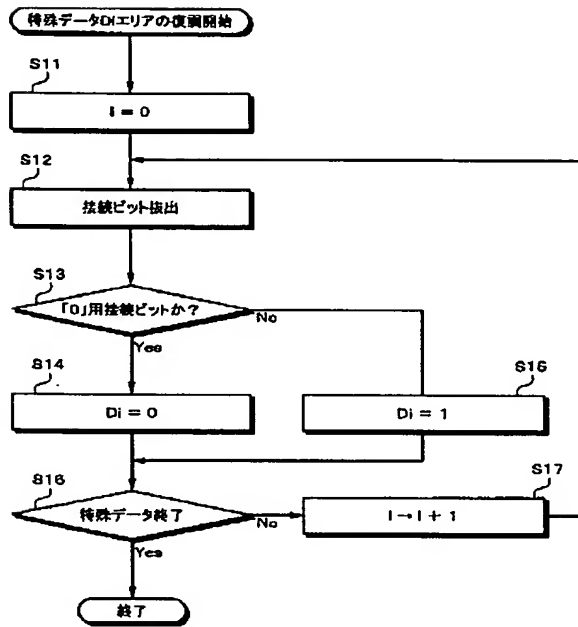 特殊データDiエリアの復調開始
S11
i = 0
S12
接続ビット抜出
S13
「0」用接続ビットか?
No
Yes
S14
Di = 0
S15
Di = 1
S16
特殊データ終了
No
Yes
S17
i → i + 1
終了